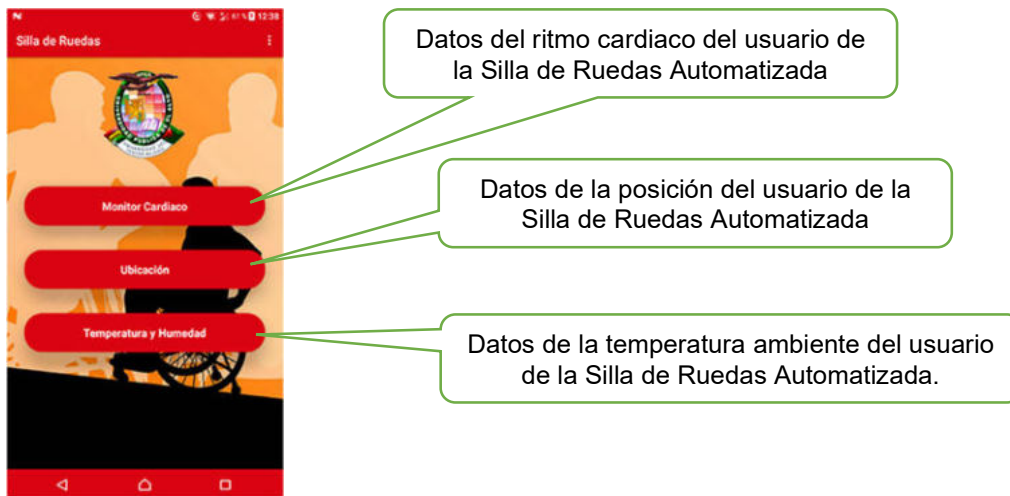 12:38
Silla de Ruedas
Datos del ritmo cardiaco del usuario de
la Silla de Ruedas Automatizada
Monitor Cardiaco
Datos de la posición del usuario de la
Silla de Ruedas Automatizada
Ubicación
Temperatura y Humedad
Datos de la temperatura ambiente del usuario
de la Silla de Ruedas Automatizada.